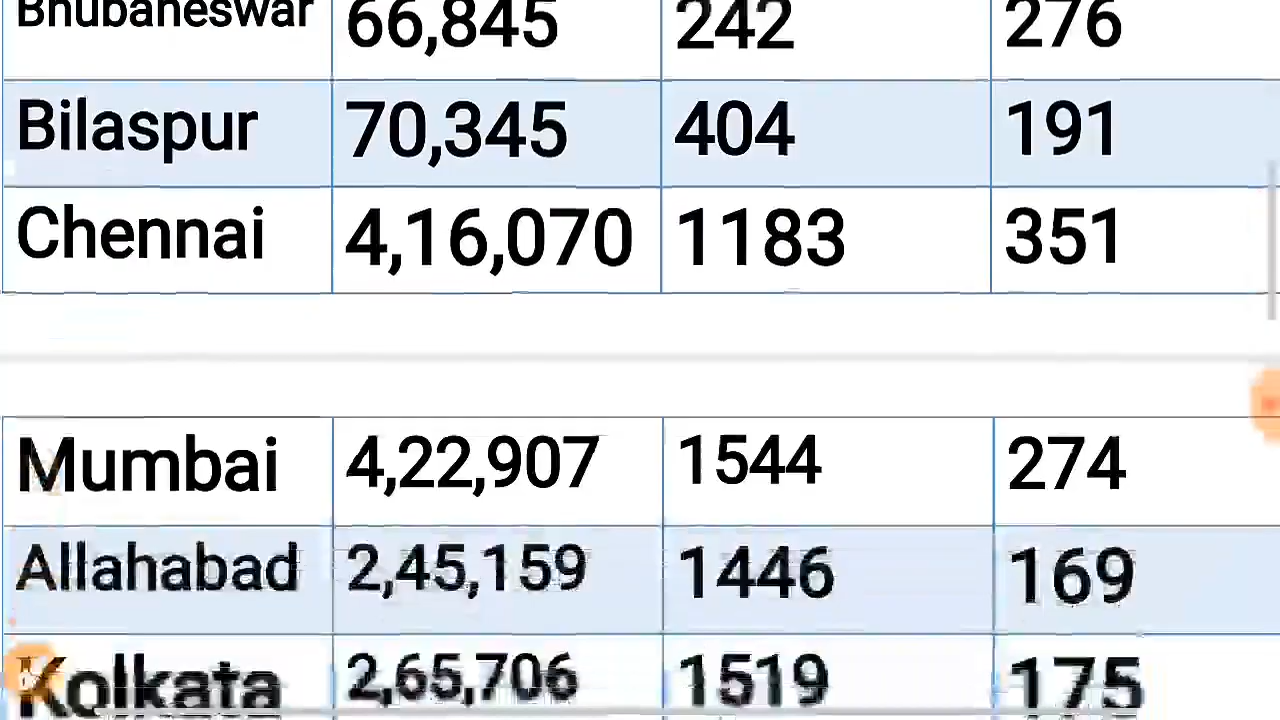 Bhubaneswar 66,845 242 276
Bilaspur 70,345 404 191
Chennai 4,16,070 1183 351
Mumbai 4,22,907 1544 274
Allahabad 2,45,159 1446 169
Kolkata 2,65,706 1519 175